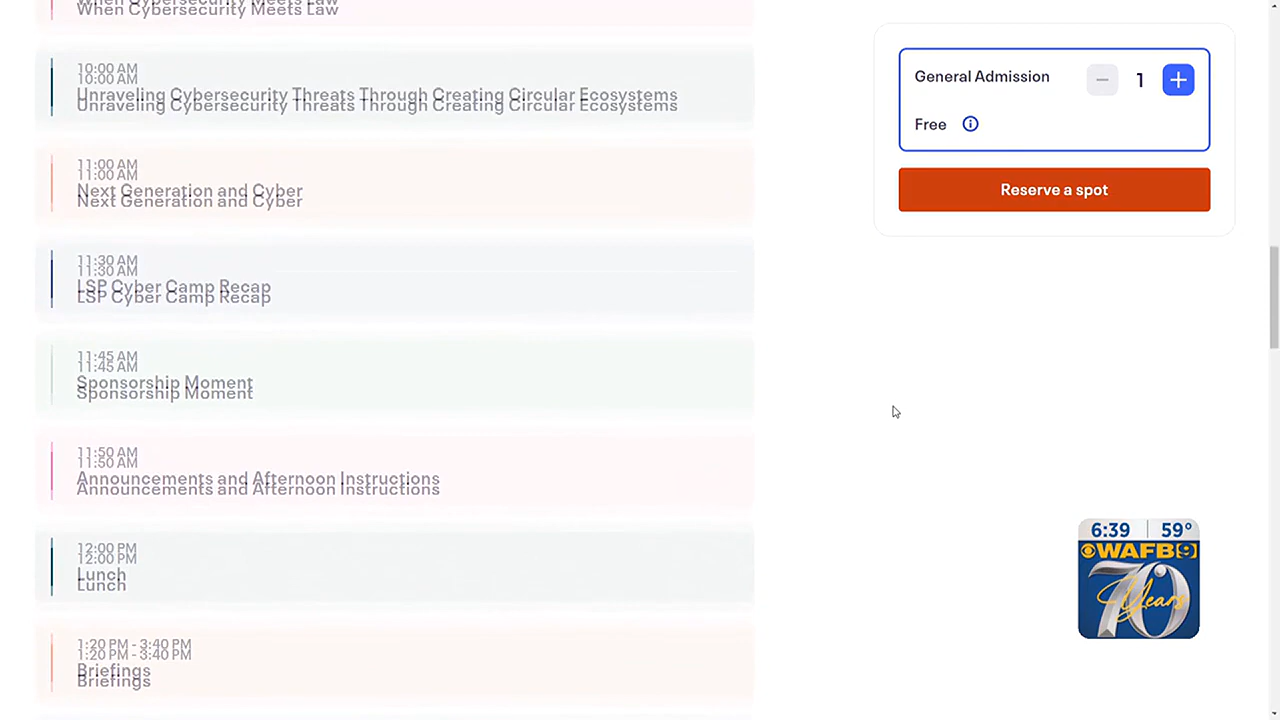 When Cybersecurity Meets Law
10:00 AM
Unraveling Cybersecurity Threats Through Creating Circular Ecosystems
11:00 AM
Next Generation and Cyber
11:30 AM
LSP Cyber Camp Recap
11:45 AM
Sponsorship Moment
11:50 AM
Announcements and Afternoon Instructions
12:00 PM
Lunch
1:20 PM - 3:40 PM
Briefings
General Admission
1
Free
Reserve a spot
6:39 59°
WAFB 9
70 Years